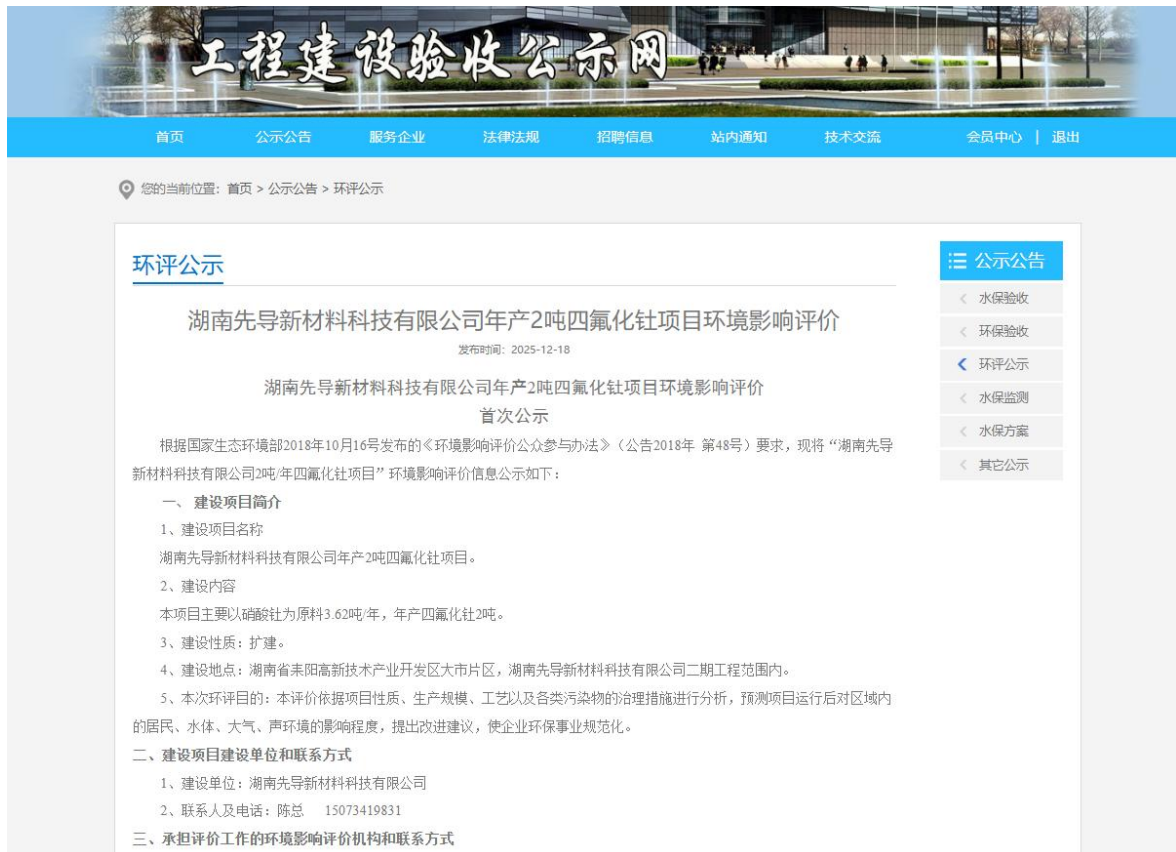 工程建设验收公示网
首页 公示公告 服务企业 法律法规 招聘信息 站内通知 技术交流 会员中心 | 退出
您的当前位置：首页 > 公示公告 > 环评公示
环评公示
湖南先导新材料科技有限公司年产2吨四氟化钍项目环境影响评价
发布时间：2025-12-18
湖南先导新材料科技有限公司年产2吨四氟化钍项目环境影响评价
首次公示
根据国家生态环境部2018年10月16号发布的《环境影响评价公众参与办法》（公告2018年 第48号）要求，现将“湖南先导
新材料科技有限公司2吨/年四氟化钍项目”环境影响评价信息公示如下：
一、 建设项目简介
1、建设项目名称
湖南先导新材料科技有限公司年产2吨四氟化钍项目。
2、建设内容
本项目主要以硝酸钍为原料3.62吨/年，年产四氟化钍2吨。
3、建设性质：扩建。
4、建设地点：湖南省耒阳高新技术产业开发区大市片区，湖南先导新材料科技有限公司二期工程范围内。
5、本次环评目的：本评价依据项目性质、生产规模、工艺以及各类污染物的治理措施进行分析，预测项目运行后对区域内
的居民、水体、大气、声环境的影响程度，提出改进建议，使企业环保事业规范化。
二、建设项目建设单位和联系方式
1、建设单位：湖南先导新材料科技有限公司
2、联系人及电话：陈总 15073419831
三、承担评价工作的环境影响评价机构和联系方式
公示公告
水保验收
环保验收
环评公示
水保监测
水保方案
其它公示